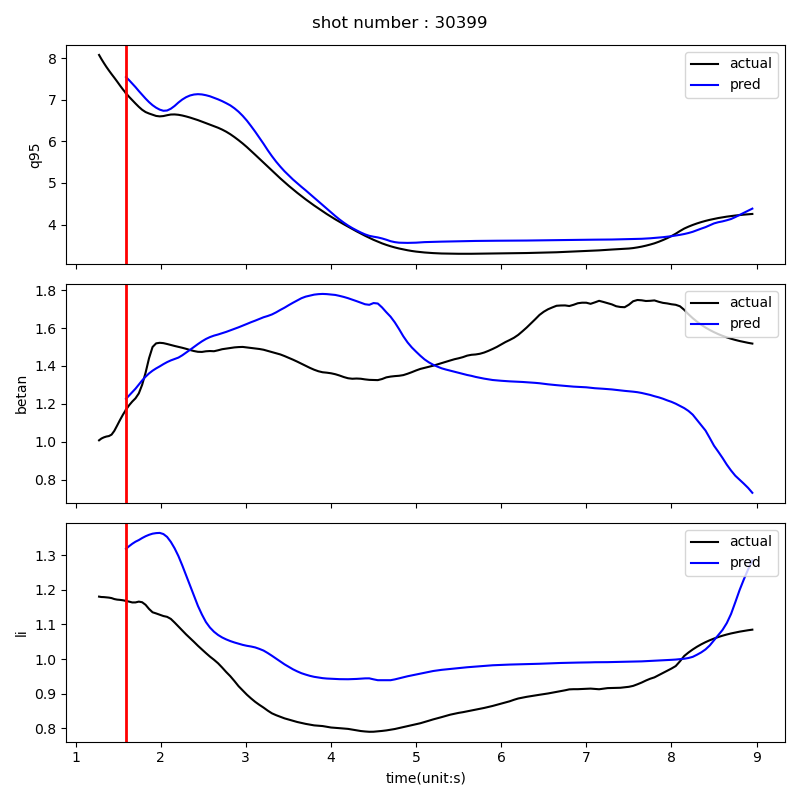 shot number : 30399
8
7
6
5
4
q95
actual
pred
1.8
1.6
1.4
1.2
1.0
0.8
betan
actual
pred
1.3
1.2
1.1
1.0
0.9
0.8
li
actual
pred
1 2 3 4 5 6 7 8 9
time(unit:s)